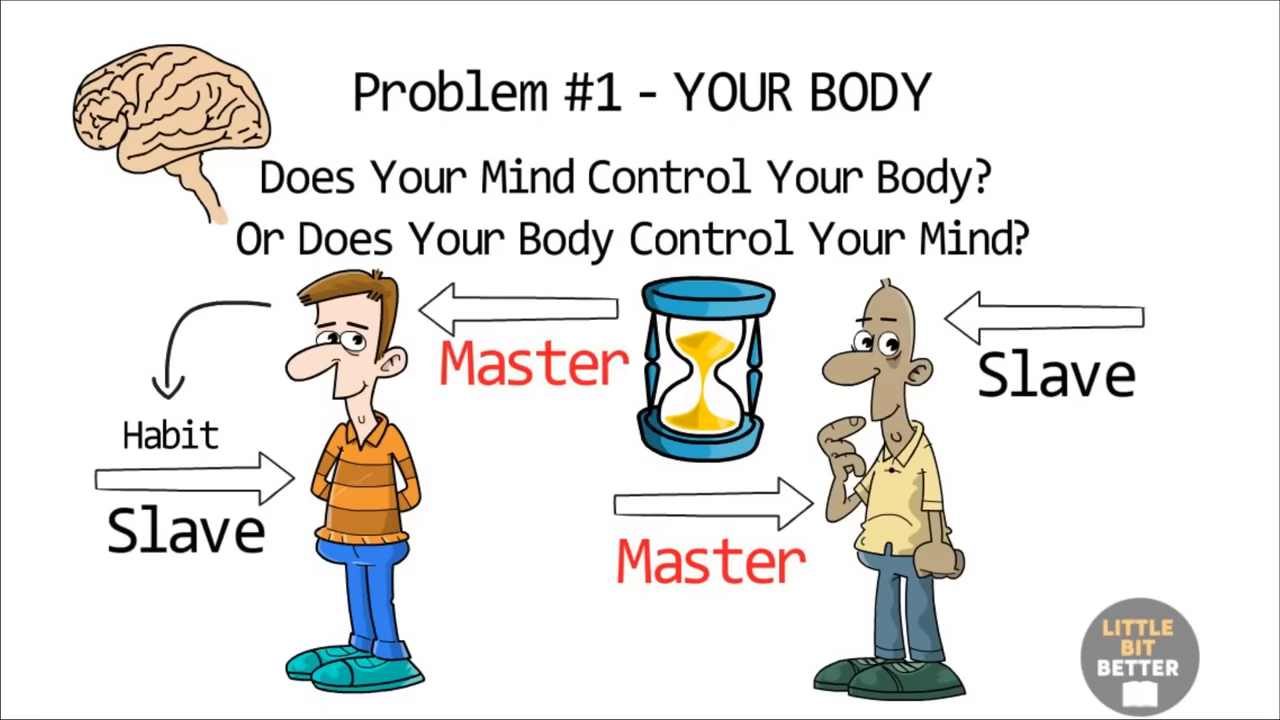 Problem #1 - YOUR BODY
Does Your Mind Control Your Body?
Or Does Your Body Control Your Mind?
Master
Slave
Habit
Slave
Master
LITTLE
BIT
BETTER